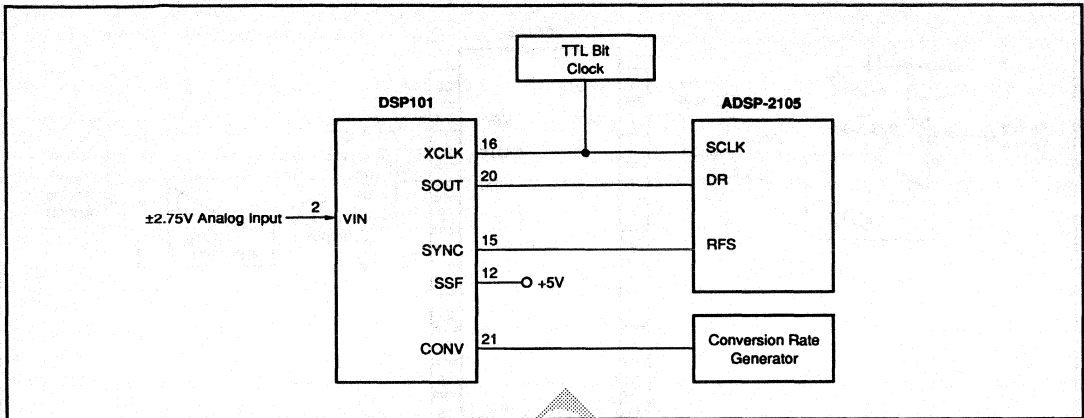 TTL Bit
Clock
DSP101
ADSP-2105
XCLK
16
SCLK
SOUT
20
DR
±2.75V Analog Input
2
VIN
SYNC
15
RFS
SSF
12
+5V
CONV
21
Conversion Rate
Generator